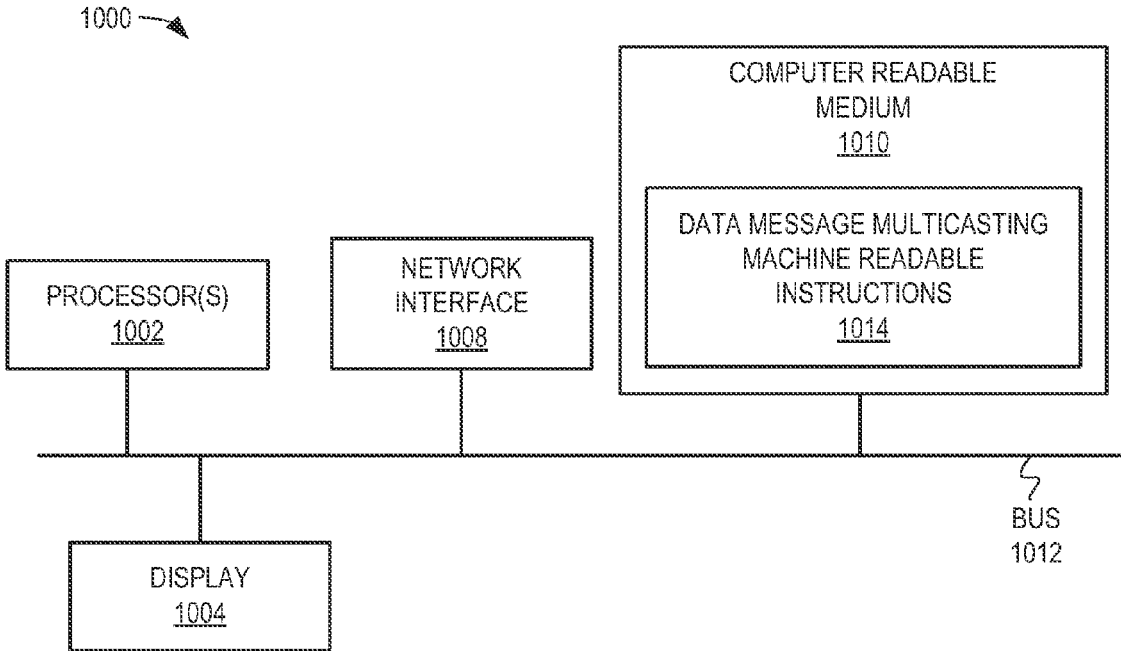 1000
COMPUTER READABLE
MEDIUM
1010
DATA MESSAGE MULTICASTING
MACHINE READABLE
INSTRUCTIONS
1014
NETWORK
INTERFACE
1008
PROCESSOR(S)
1002
BUS
1012
DISPLAY
1004